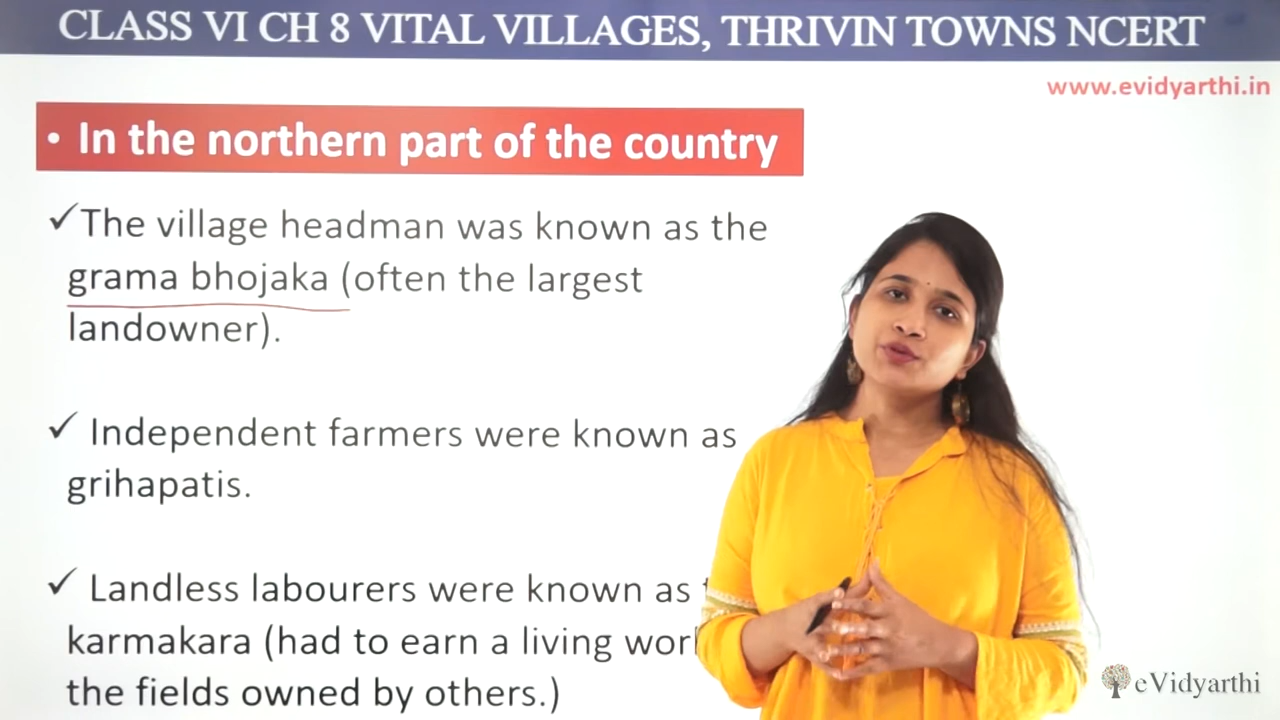 CLASS VI CH 8 VITAL VILLAGES, THRIVIN TOWNS NCERT
www.evidyarthi.in
• In the northern part of the country
✓The village headman was known as the
grama bhojaka (often the largest
landowner).
✓ Independent farmers were known as
grihapatis.
✓ Landless labourers were known as
karmakara (had to earn a living
the fields owned by others.)
eVidyarthi